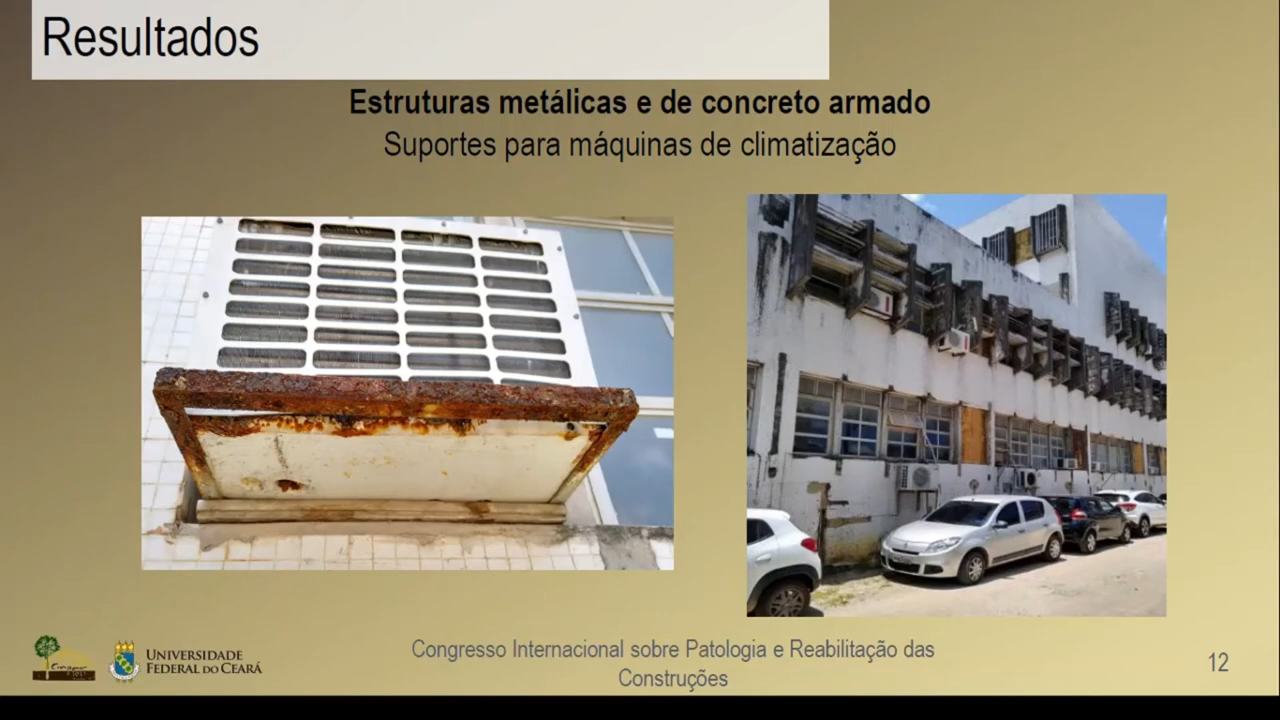 Resultados
Estruturas metálicas e de concreto armado
Suportes para máquinas de climatização
UNIVERSIDADE
FEDERAL DO CEARÁ
Congresso Internacional sobre Patologia e Reabilitação das
Construções
12